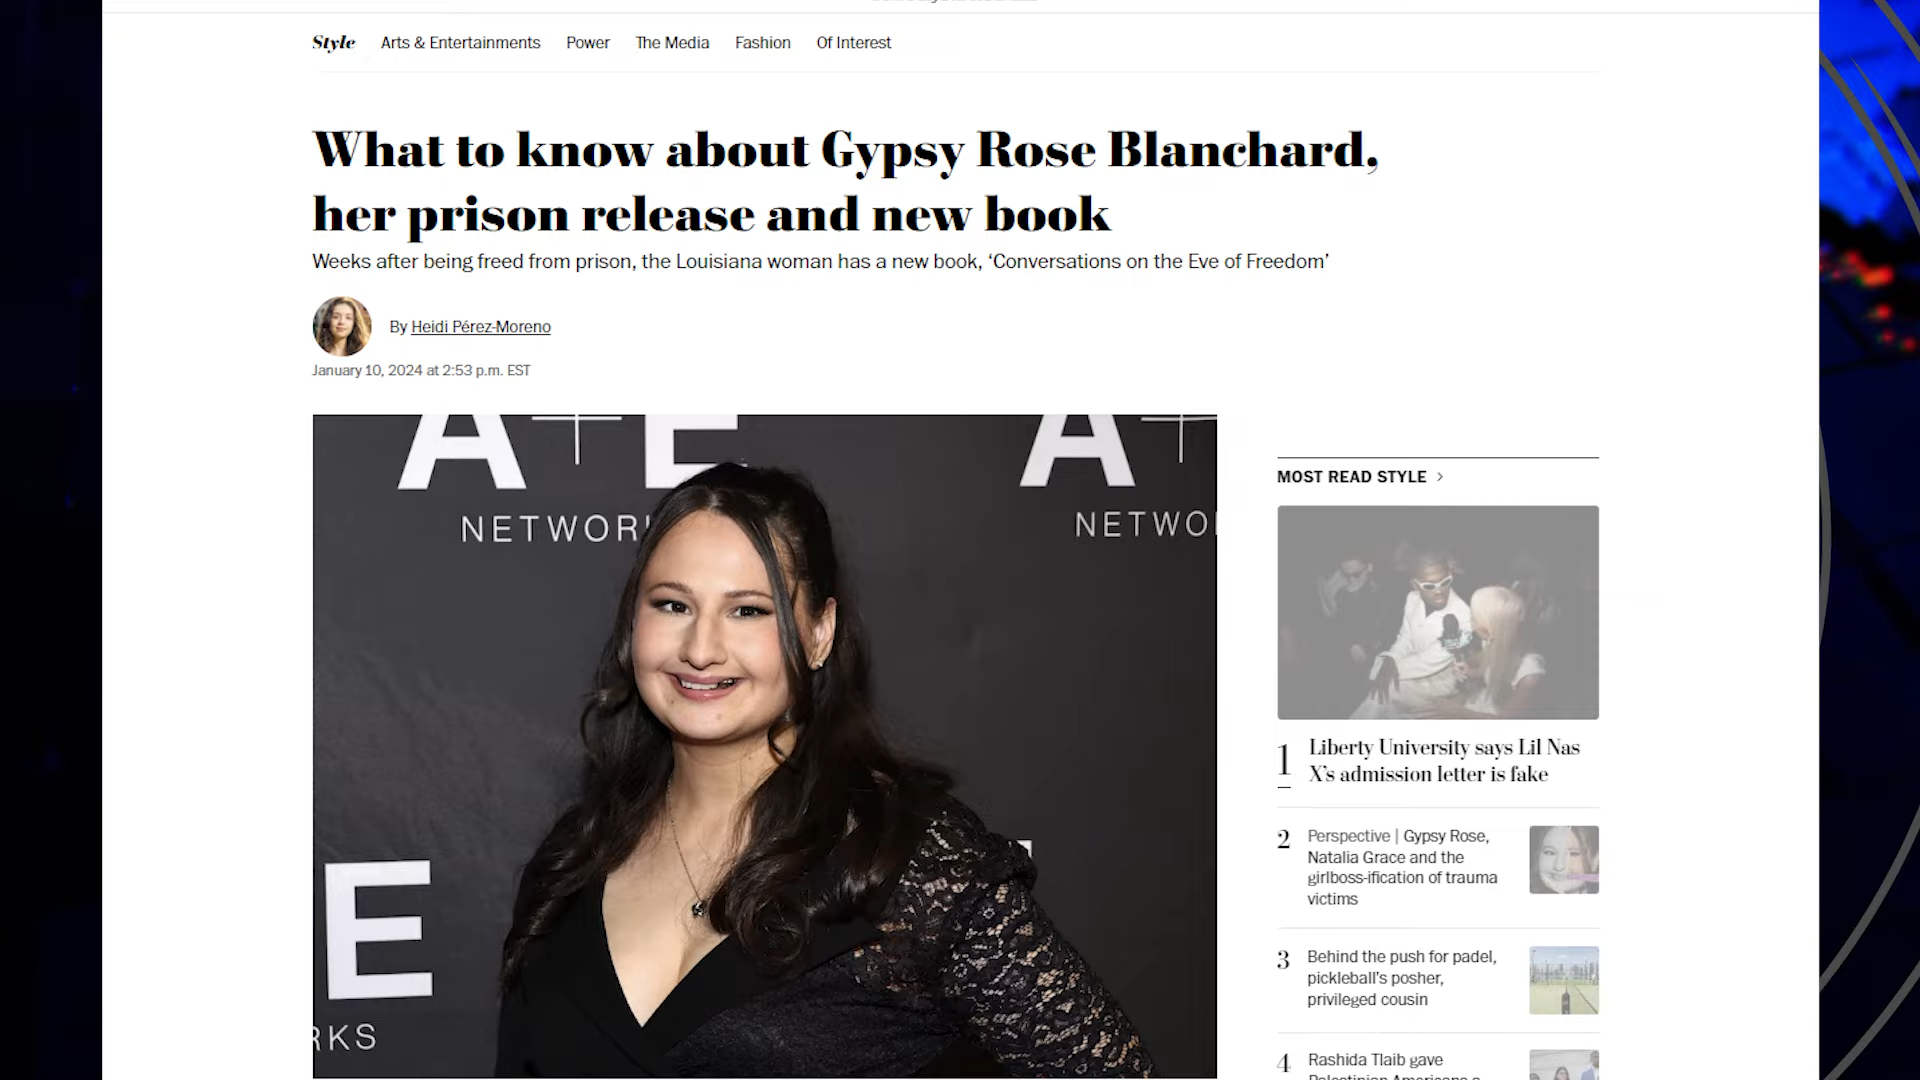 Style Arts & Entertainments Power The Media Fashion Of Interest
What to know about Gypsy Rose Blanchard,
her prison release and new book
Weeks after being freed from prison, the Louisiana woman has a new book, ‘Conversations on the Eve of Freedom’
By Heidi Pérez-Moreno
January 10, 2024 at 2:53 p.m. EST
A+E A+
NETWOR NETWO
E
RKS
MOST READ STYLE >
1 Liberty University says Lil Nas
X’s admission letter is fake
2 Perspective | Gypsy Rose,
Natalia Grace and the
girlboss-ification of trauma
victims
3 Behind the push for padel,
pickleball’s posher,
privileged cousin
4 Rashida Tlaib gave
Palestinian Americans a